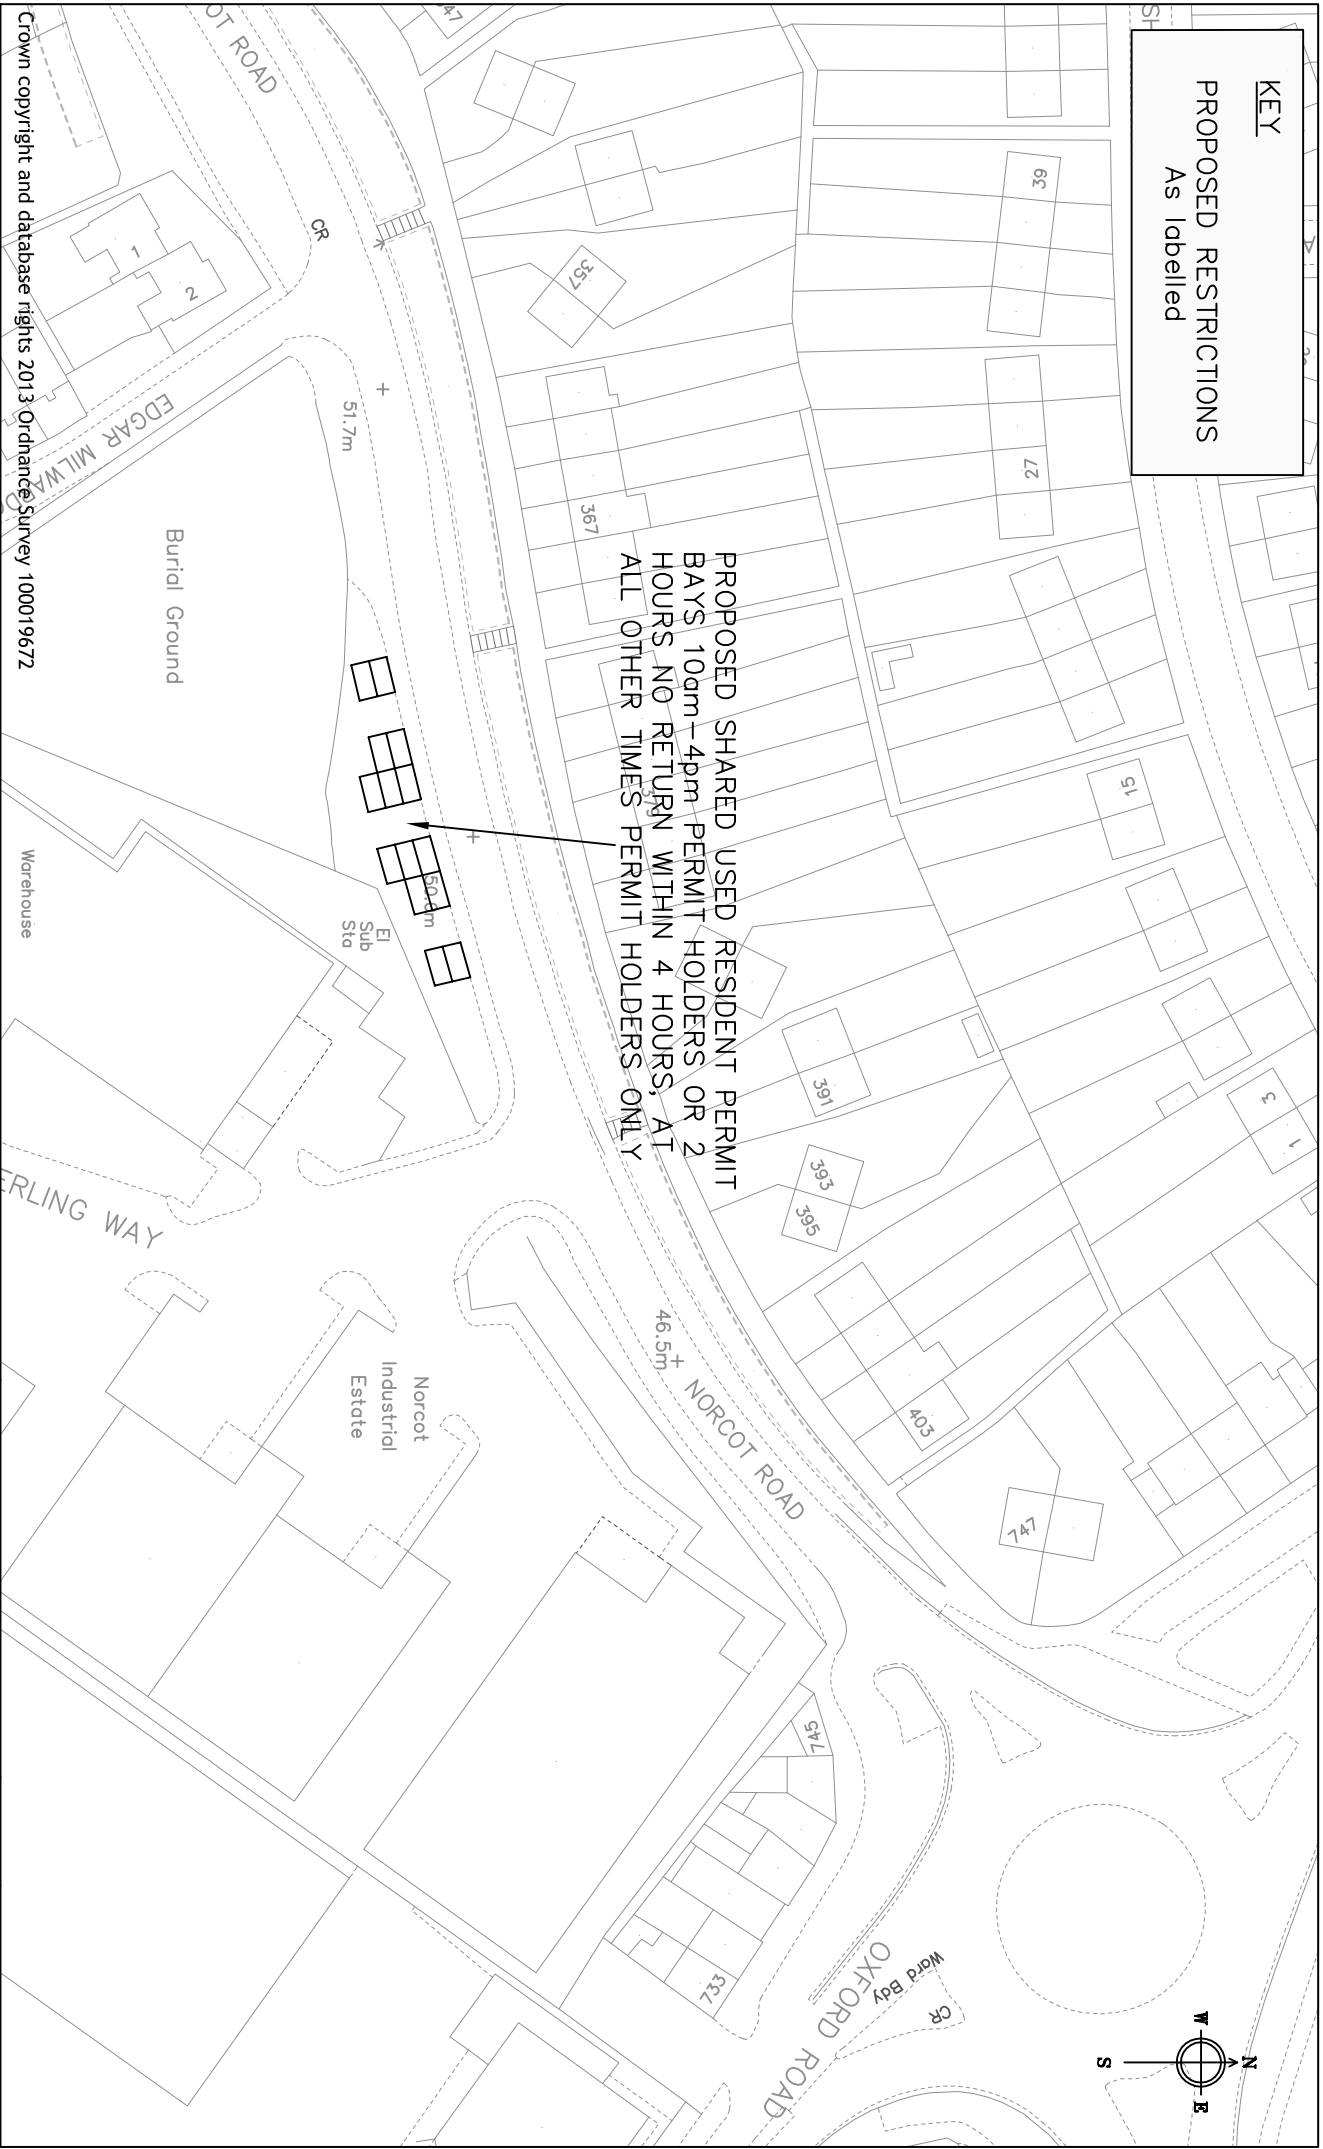 KEY
PROPOSED RESTRICTIONS
As labelled
PROPOSED SHARED USED RESIDENT PERMIT
BAYS 10am-4pm PERMIT HOLDERS OR 2
HOURS NO RETURN WITHIN 4 HOURS, AT
ALL OTHER TIMES PERMIT HOLDERS ONLY
39
27
15
3
1
357
367
379
391
393
395
403
747
745
733
CR
1
2
51.7m
46.5m
EDGAR MILWARD
Burial Ground
Warehouse
El
Sub
Sta
ERLING WAY
Norcot
Industrial
Estate
OT ROAD
NORCOT ROAD
OXFORD ROAD
Ward Bdy
CR
N
W
E
S
Crown copyright and database rights 2013 Ordnance Survey 100019672